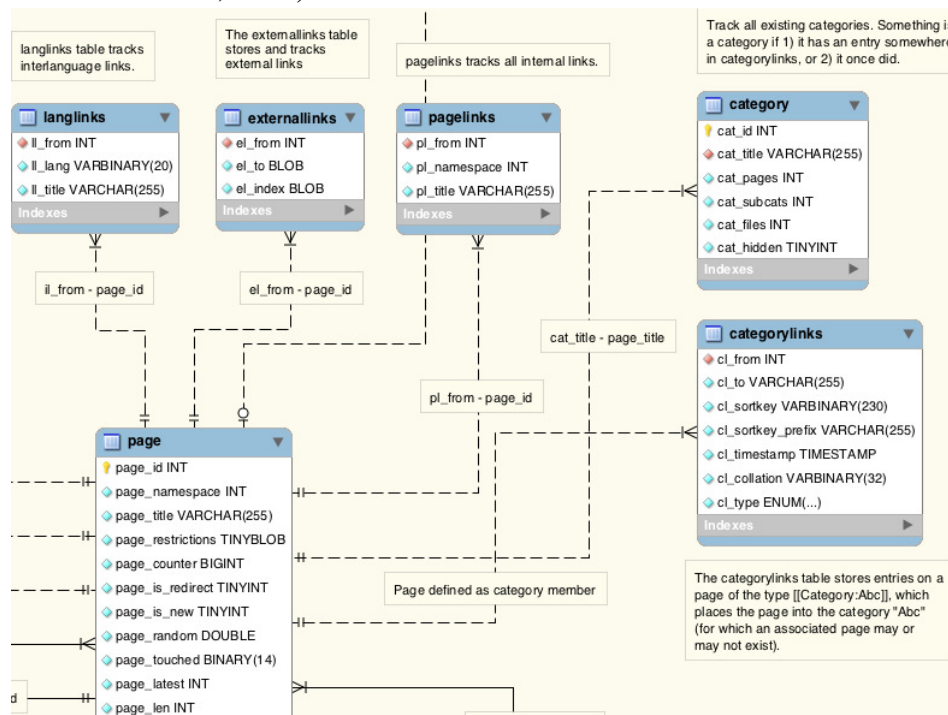 langlinks table tracks
interlanguage links.
The externallinks table
stores and tracks
external links
pagelinks tracks all internal links.
Track all existing categories. Something is
a category if 1) it has an entry somewhere
in categorylinks, or 2) it once did.
langlinks
ll_from INT
ll_lang VARBINARY(20)
ll_title VARCHAR(255)
Indexes
externallinks
el_from INT
el_to BLOB
el_index BLOB
Indexes
pagelinks
pl_from INT
pl_namespace INT
pl_title VARCHAR(255)
Indexes
category
cat_id INT
cat_title VARCHAR(255)
cat_pages INT
cat_subcats INT
cat_files INT
cat_hidden TINYINT
Indexes
il_from - page_id
el_from - page_id
cat_title - page_title
pl_from - page_id
categorylinks
cl_from INT
cl_to VARCHAR(255)
cl_sortkey VARBINARY(230)
cl_sortkey_prefix VARCHAR(255)
cl_timestamp TIMESTAMP
cl_collation VARBINARY(32)
cl_type ENUM(...)
Indexes
page
page_id INT
page_namespace INT
page_title VARCHAR(255)
page_restrictions TINYBLOB
page_counter BIGINT
page_is_redirect TINYINT
page_is_new TINYINT
page_random DOUBLE
page_touched BINARY(14)
page_latest INT
page_len INT
Page defined as category member
The categorylinks table stores entries on a
page of the type [[Category:Abc]], which
places the page into the category "Abc"
(for which an associated page may or
may not exist).
d